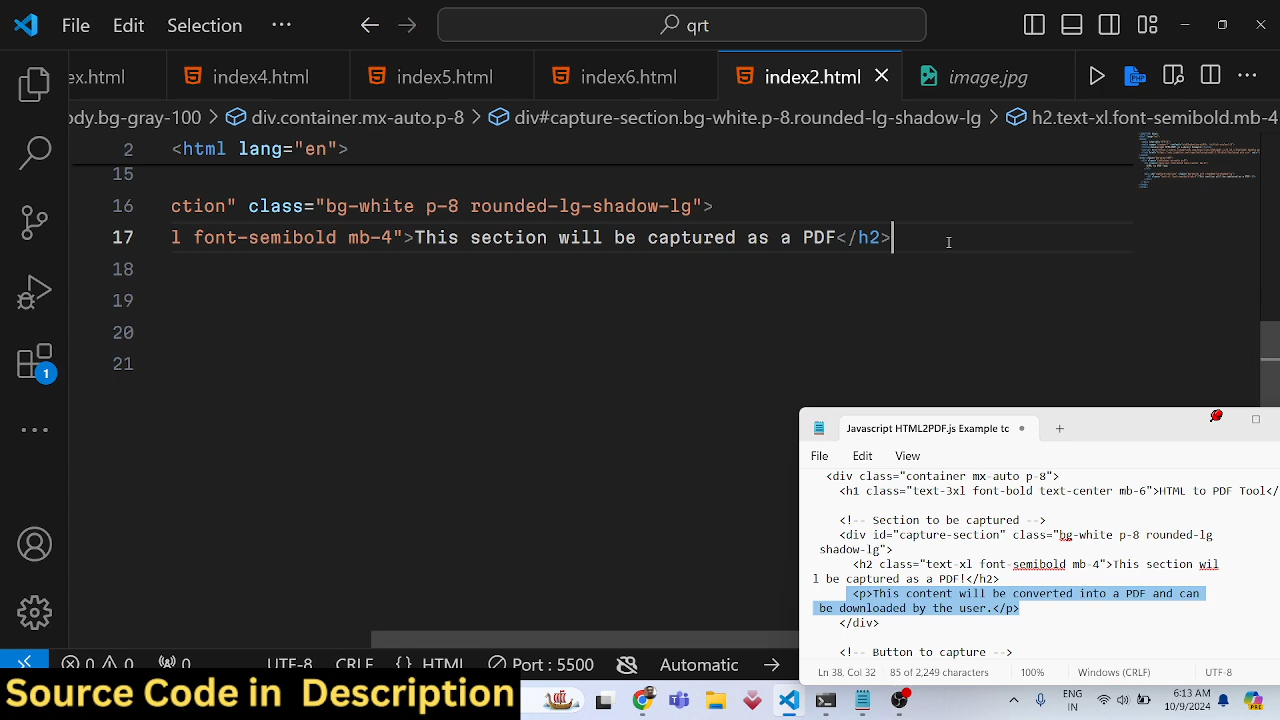 File Edit Selection ··· qrt
ex.html index4.html index5.html index6.html index2.html image.jpg
ody.bg-gray-100 > div.container.mx-auto.p-8 > div#capture-section.bg-white.p-8.rounded-lg-shadow-lg > h2.text-xl.font-semibold.mb-4
2 <html lang="en">
15
16 ction" class="bg-white p-8 rounded-lg-shadow-lg">
17 l font-semibold mb-4">This section will be captured as a PDF</h2>
18
19
20
21
1
Javascript HTML2PDF.js Example tc
File Edit View
<div class="container mx-auto p-8">
<h1 class="text-3xl font-bold text-center mb-6">HTML to PDF Tool</
<!-- Section to be captured -->
<div id="capture-section" class="bg-white p-8 rounded-lg
shadow-lg">
<h2 class="text-xl font-semibold mb-4">This section wil
l be captured as a PDF!</h2>
<p>This content will be converted into a PDF and can
be downloaded by the user.</p>
</div>
<!-- Button to capture -->
Ln 38, Col 32 85 of 2,249 characters 100% Windows (CRLF) UTF-8
0 0 0 UTF-8 CRLF {} HTML Port : 5500 Automatic
Source Code in Description
ENG
IN
6:13 AM
10/9/2024